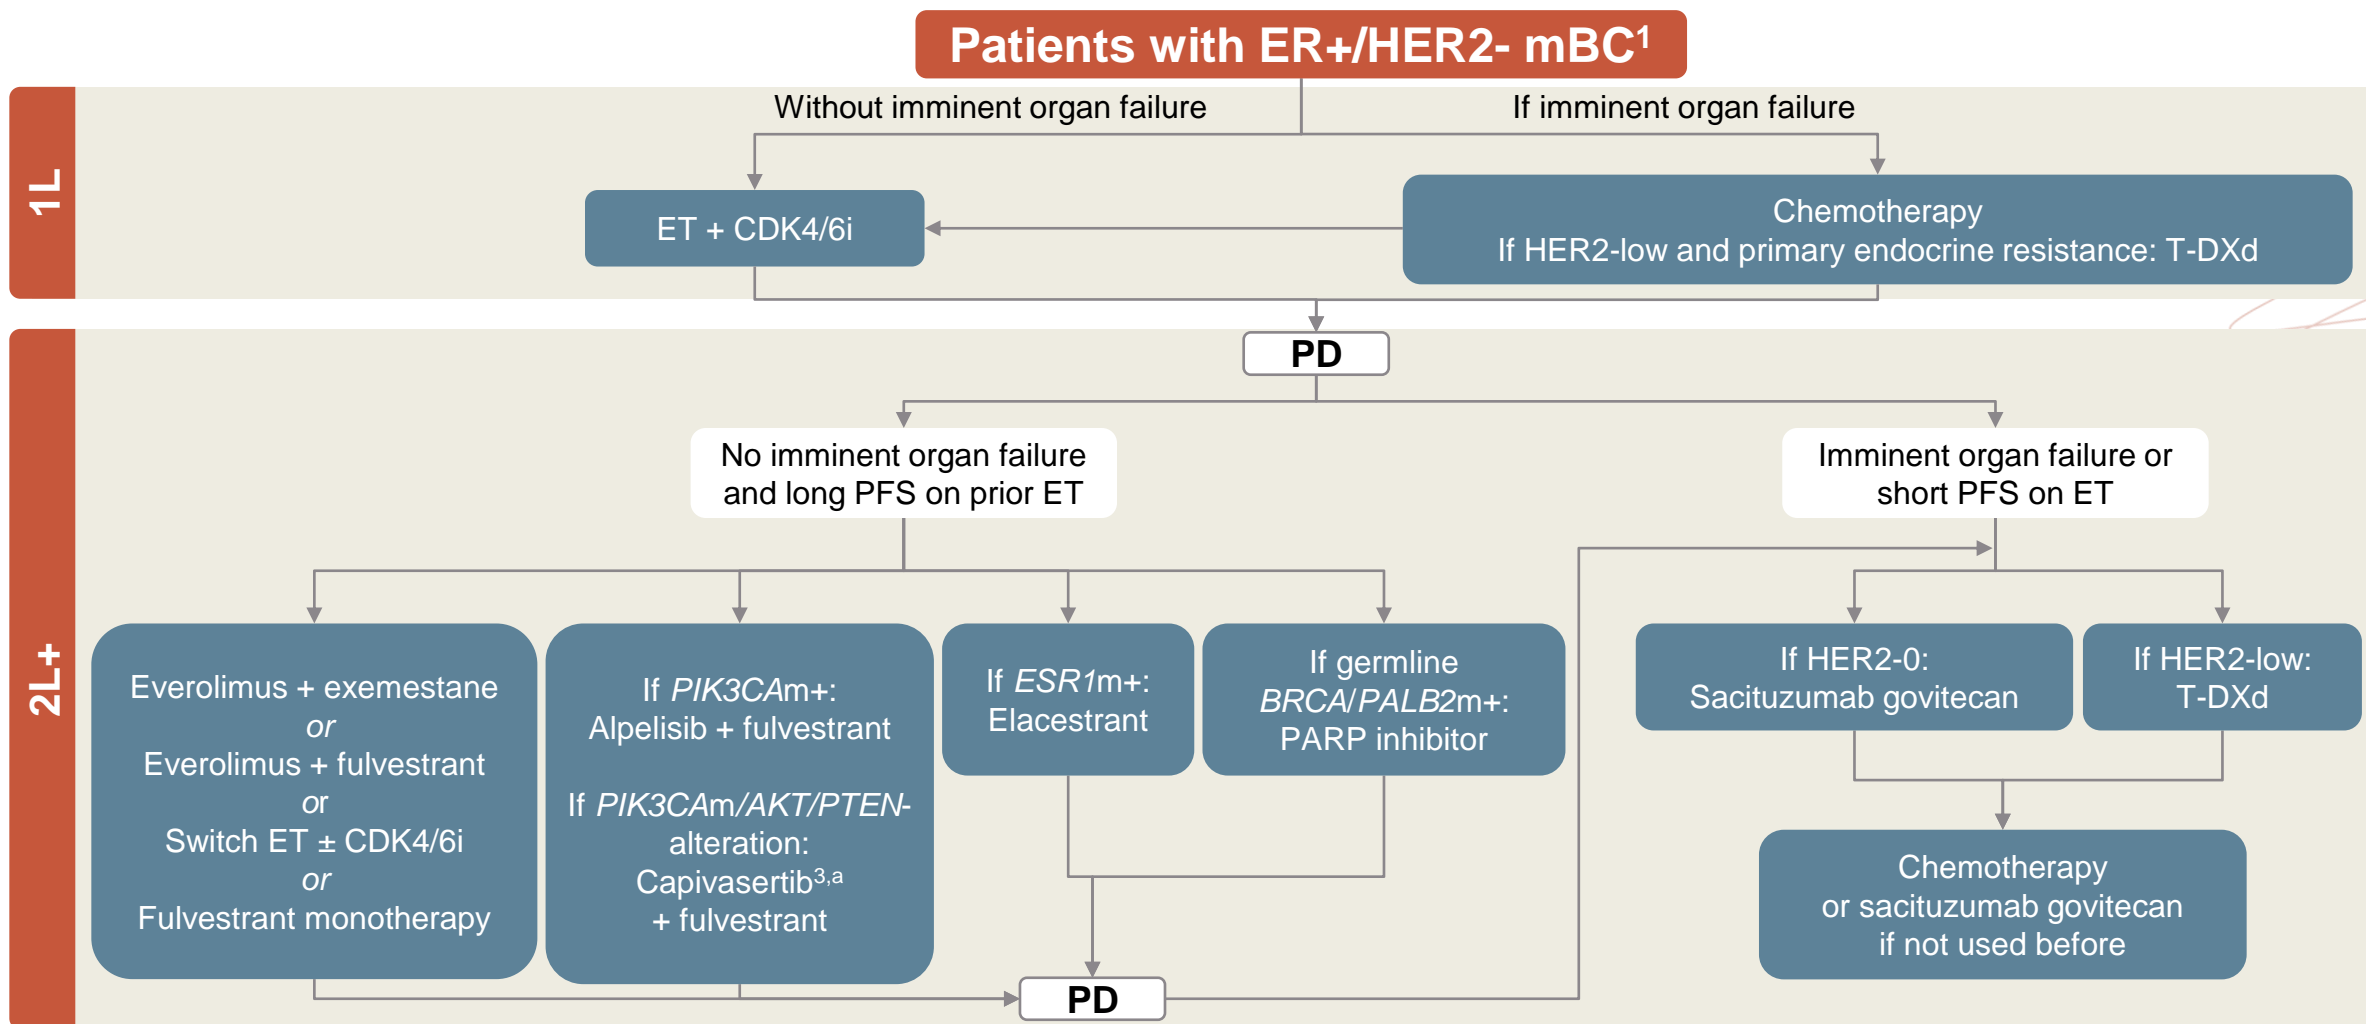 Patients with ER+/HER2- mBC1
Without imminent organ failure
If imminent organ failure
1L
ET + CDK4/6i
Chemotherapy
If HER2-low and primary endocrine resistance: T-DXd
PD
2L+
No imminent organ failure
and long PFS on prior ET
Imminent organ failure or
short PFS on ET
Everolimus + exemestane
or
Everolimus + fulvestrant
or
Switch ET ± CDK4/6i
or
Fulvestrant monotherapy
If PIK3CAm+:
Alpelisib + fulvestrant
If PIK3CAm/AKT/PTEN-
alteration:
Capivasertib3,a
+ fulvestrant
If ESR1m+:
Elacestrant
If germline
BRCA/PALB2m+:
PARP inhibitor
If HER2-0:
Sacituzumab govitecan
If HER2-low:
T-DXd
Chemotherapy
or sacituzumab govitecan
if not used before
PD